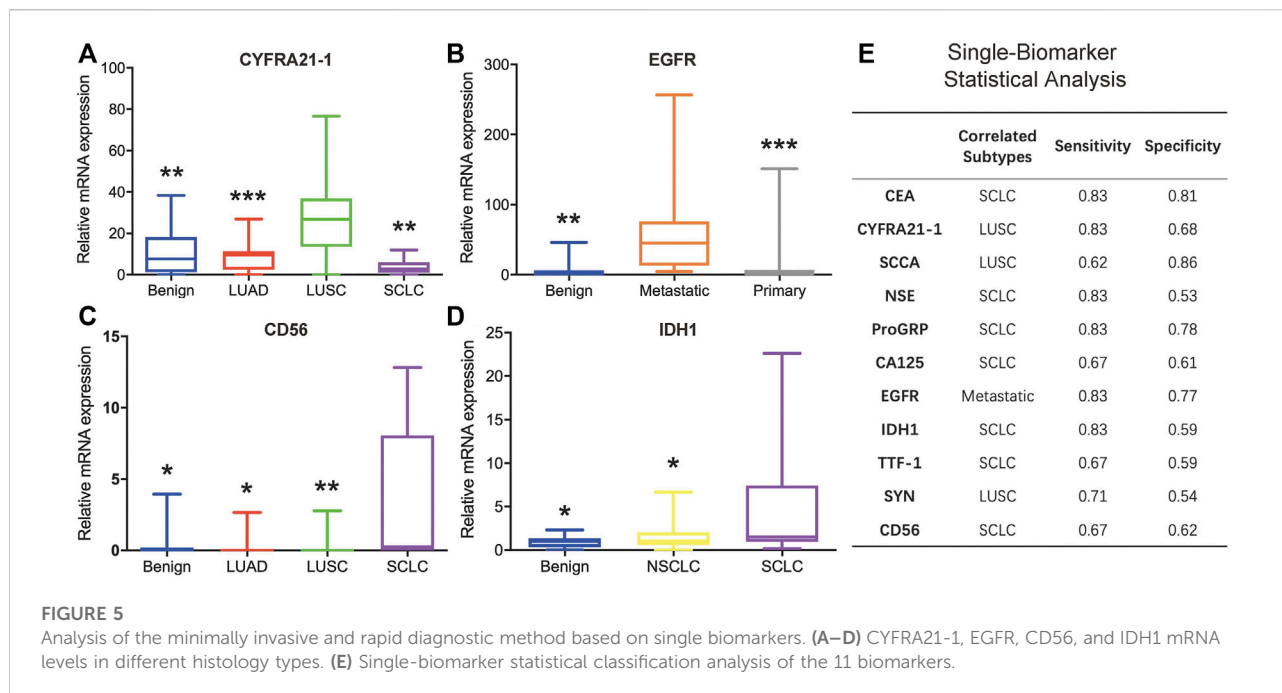 A
CYFRA21-1
Relative mRNA expression
100
80
60
40
20
0
**
***
**
Benign
LUAD
LUSC
SCLC
B
EGFR
Relative mRNA expression
300
200
100
50
0
**
***
Benign
Metastatic
Primary
C
CD56
Relative mRNA expression
15
10
5
0
*
*
**
Benign
LUAD
LUSC
SCLC
D
IDH1
Relative mRNA expression
25
20
15
10
5
0
*
*
Benign
NSCLC
SCLC
E
Single-Biomarker
Statistical Analysis
Correlated Subtypes Sensitivity Specificity
CEA SCLC 0.83 0.81
CYFRA21-1 LUSC 0.83 0.68
SCCA LUSC 0.62 0.86
NSE SCLC 0.83 0.53
ProGRP SCLC 0.83 0.78
CA125 SCLC 0.67 0.61
EGFR Metastatic 0.83 0.77
IDH1 SCLC 0.83 0.59
TTF-1 SCLC 0.67 0.59
SYN LUSC 0.71 0.54
CD56 SCLC 0.67 0.62
FIGURE 5
Analysis of the minimally invasive and rapid diagnostic method based on single biomarkers. (A–D) CYFRA21-1, EGFR, CD56, and IDH1 mRNA
levels in different histology types. (E) Single-biomarker statistical classification analysis of the 11 biomarkers.